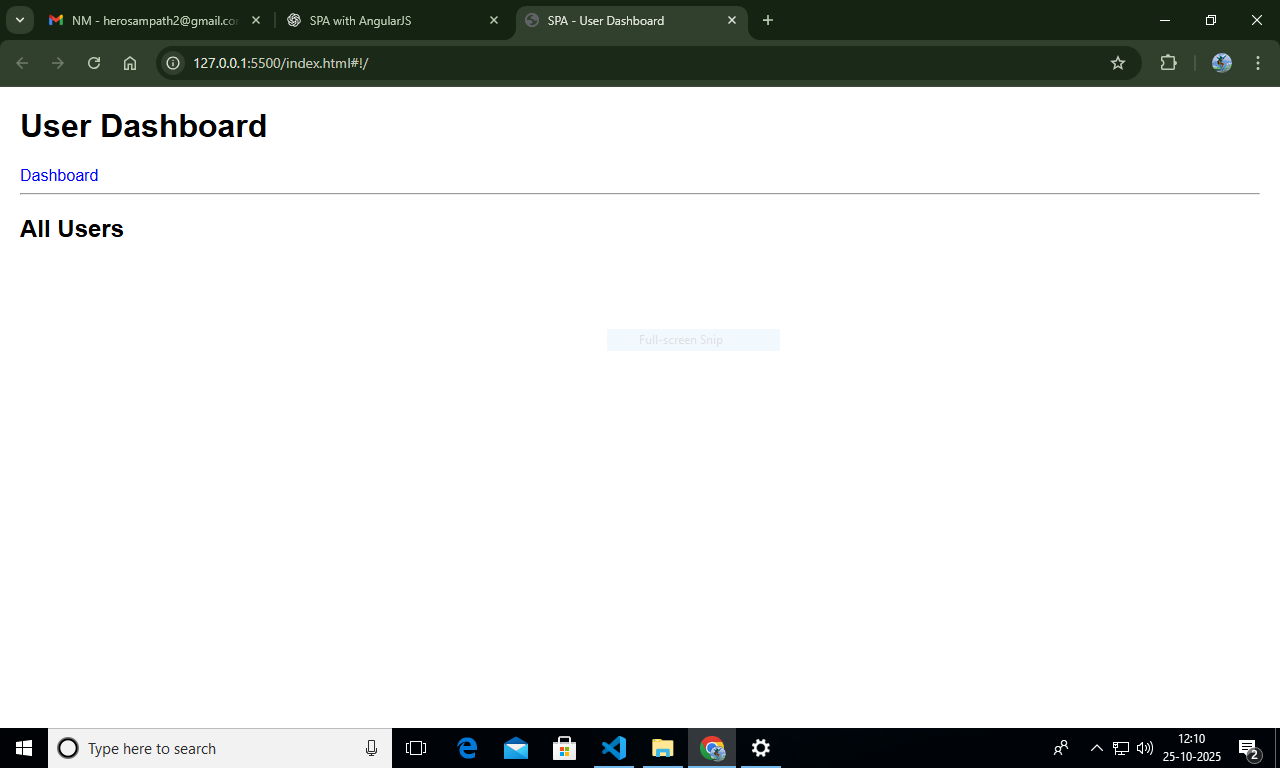 NM - herosampath2@gmail.co
SPA with AngularJS
SPA - User Dashboard
127.0.0.1:5500/index.html#!/
User Dashboard
Dashboard
All Users
Full-screen Snip
Type here to search
12:10
25-10-2025
2